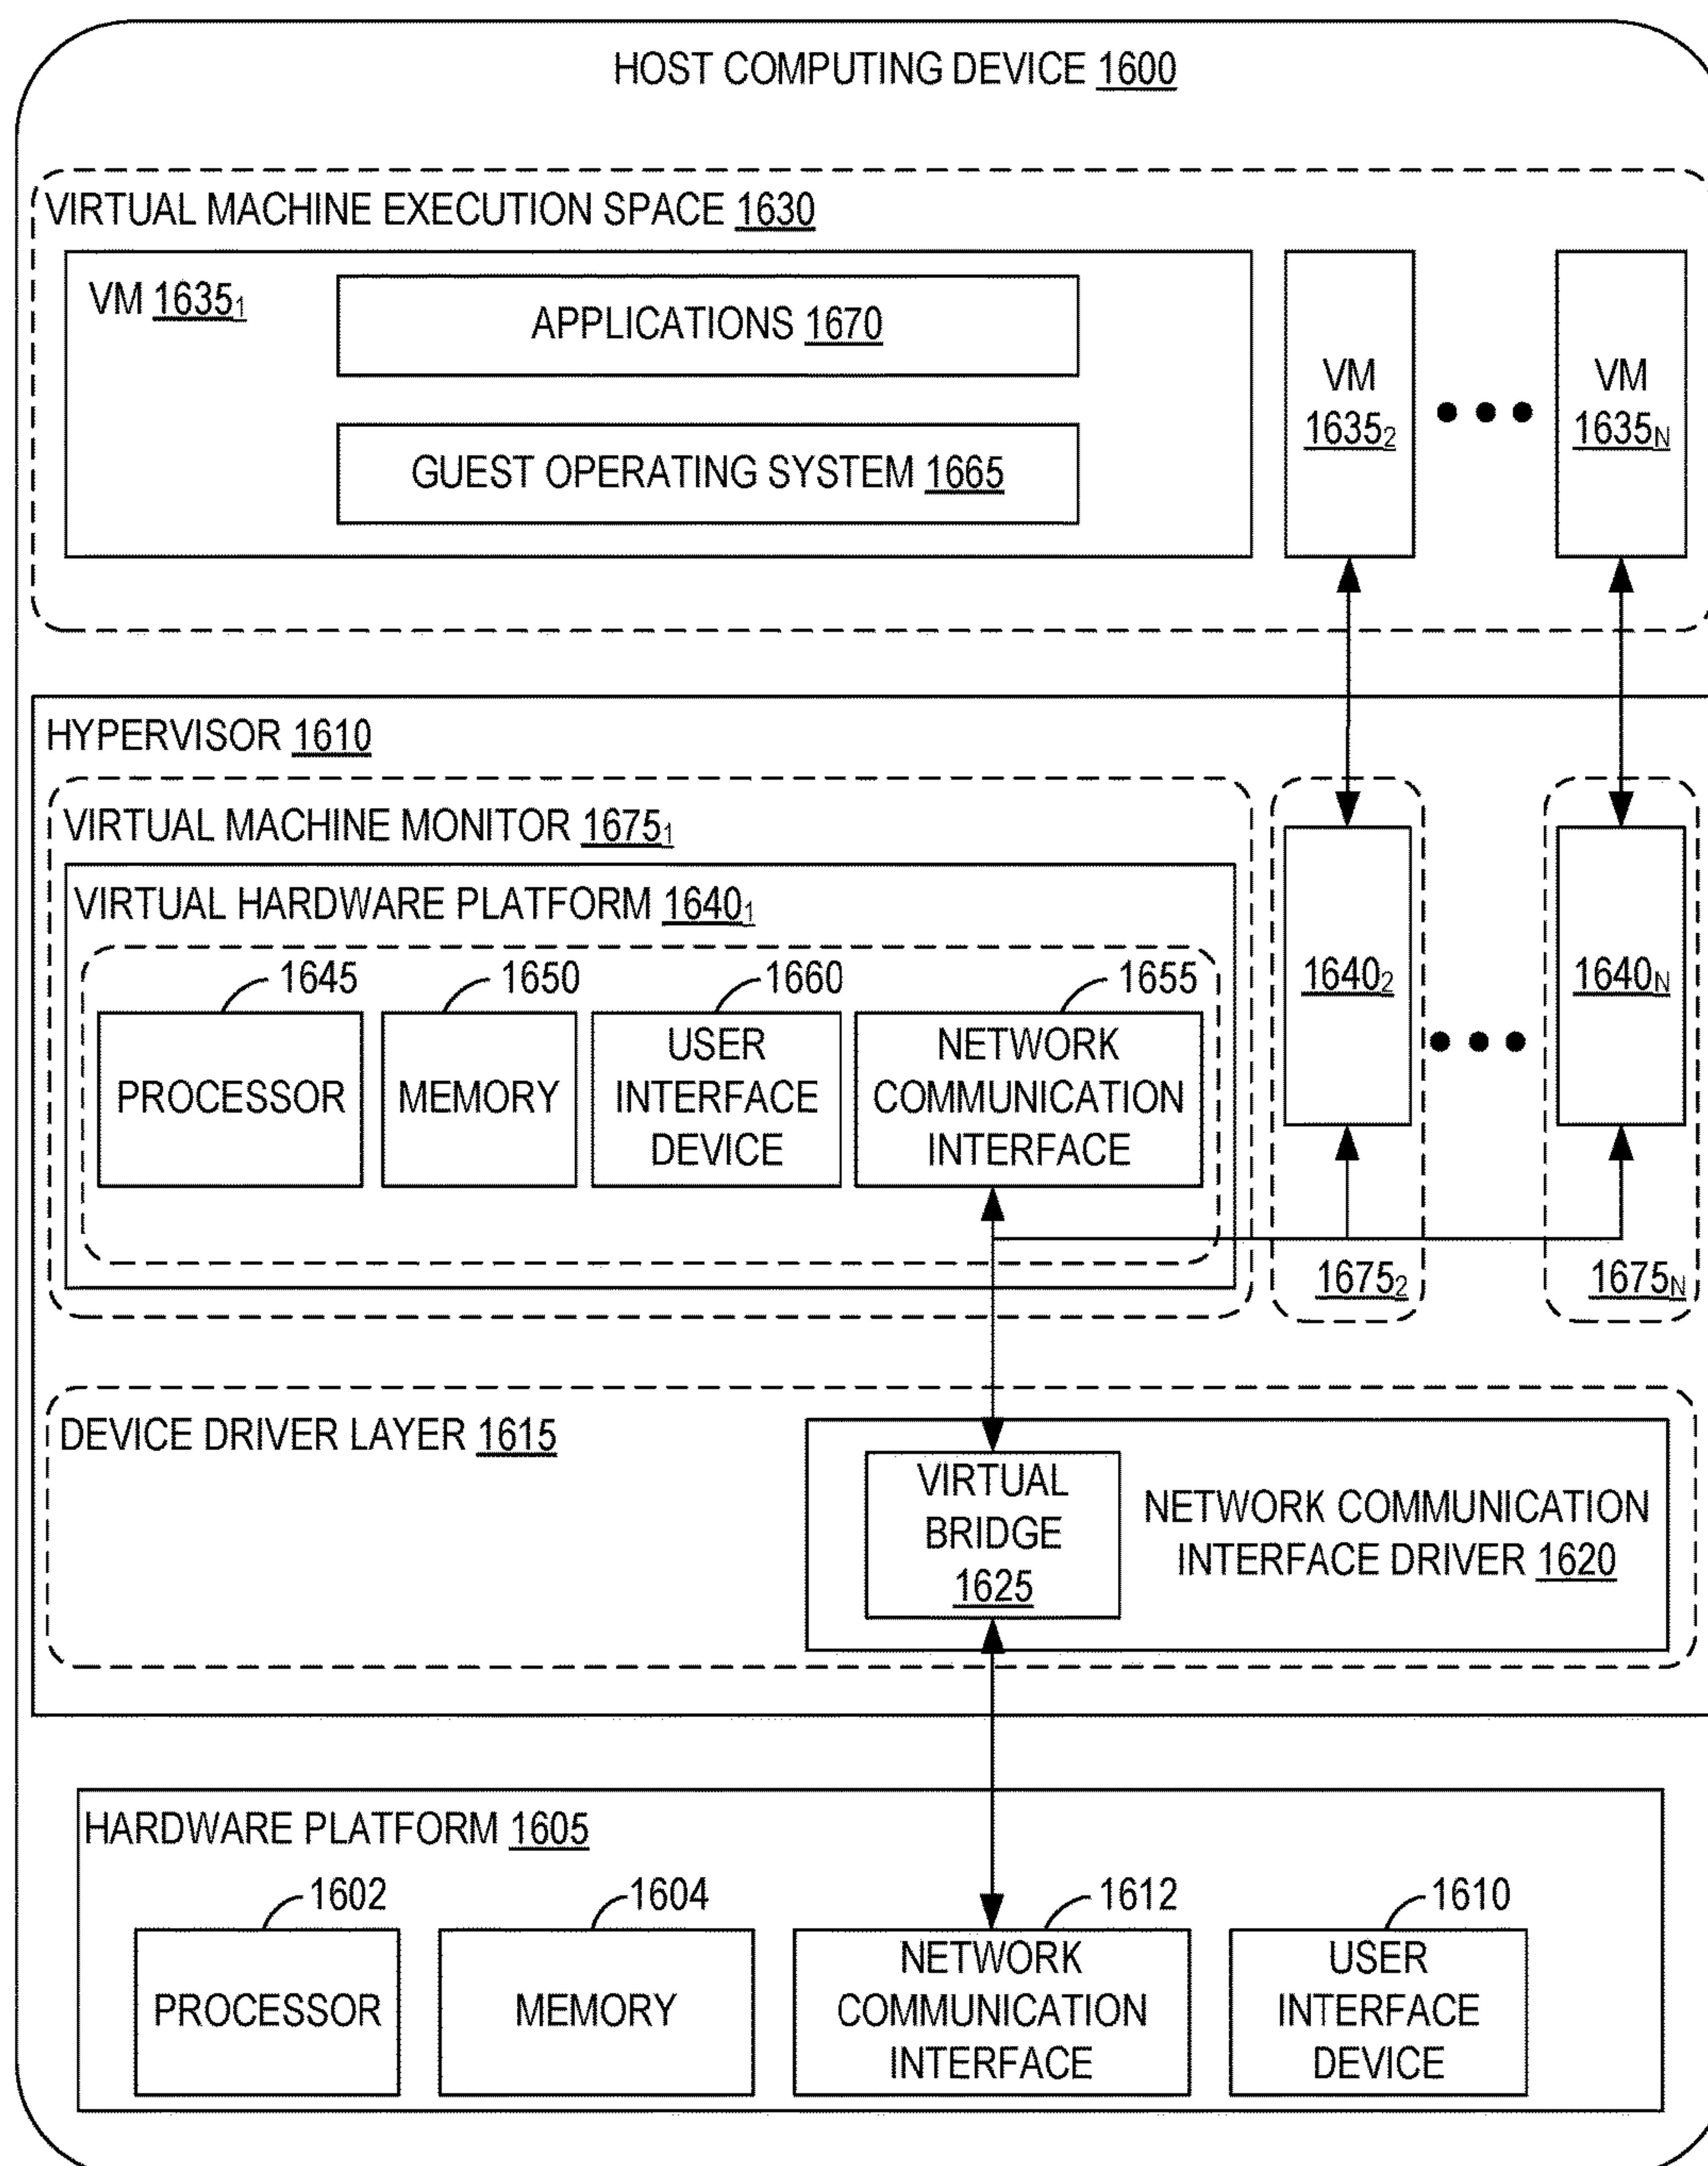 HOST COMPUTING DEVICE 1600
VIRTUAL MACHINE EXECUTION SPACE 1630
VM 1635₁
APPLICATIONS 1670
GUEST OPERATING SYSTEM 1665
VM
1635₂
VM
1635N
HYPERVISOR 1610
VIRTUAL MACHINE MONITOR 1675₁
VIRTUAL HARDWARE PLATFORM 1640₁
1645
1650
1660
1655
PROCESSOR
MEMORY
USER
INTERFACE
DEVICE
NETWORK
COMMUNICATION
INTERFACE
1640₂
1640N
1675₂
1675N
DEVICE DRIVER LAYER 1615
VIRTUAL
BRIDGE
1625
NETWORK COMMUNICATION
INTERFACE DRIVER 1620
HARDWARE PLATFORM 1605
1602
1604
1612
1610
PROCESSOR
MEMORY
NETWORK
COMMUNICATION
INTERFACE
USER
INTERFACE
DEVICE